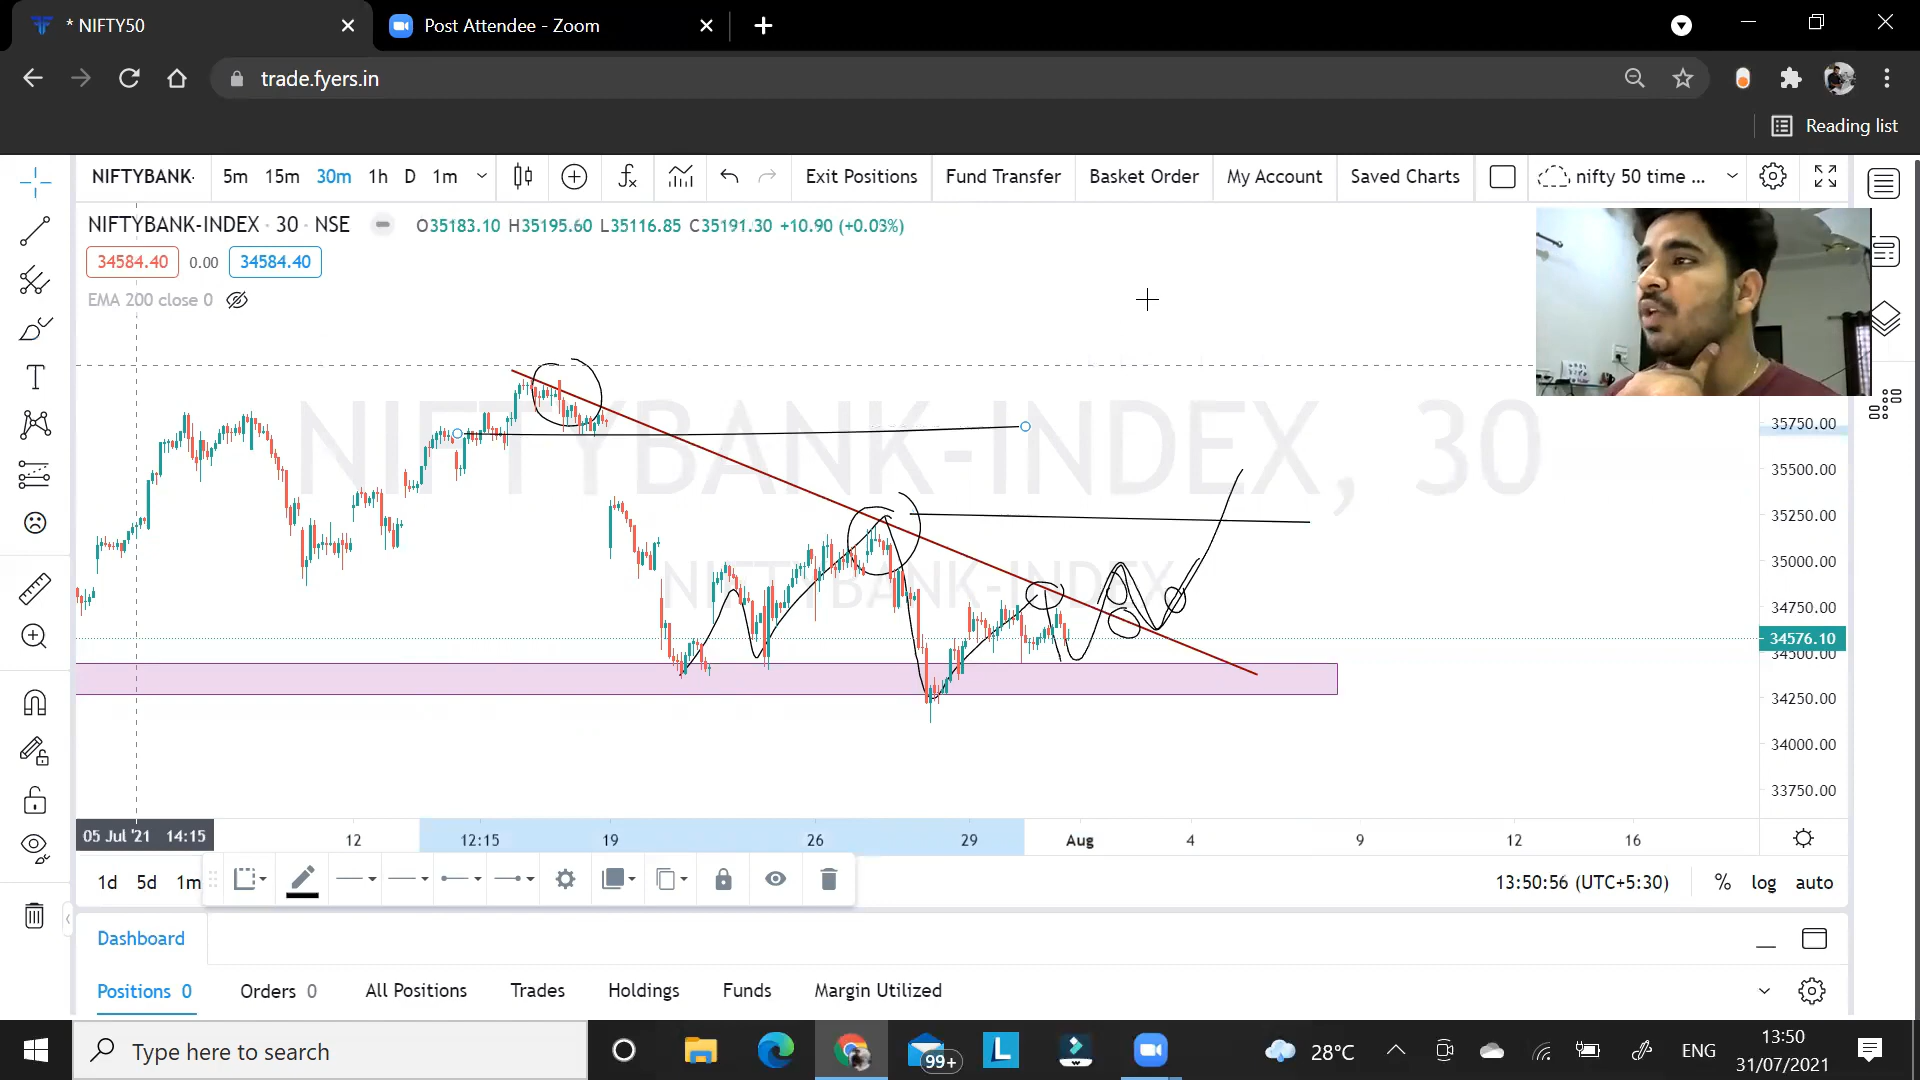 * NIFTY50
Post Attendee - Zoom
trade.fyers.in
Reading list
NIFTYBANK-
5m 15m 30m 1h D 1m
Exit Positions
Fund Transfer
Basket Order
My Account
Saved Charts
nifty 50 time ...
NIFTYBANK-INDEX · 30 · NSE
O35183.10 H35195.60 L35116.85 C35191.30 +10.90 (+0.03%)
34584.40 0.00 34584.40
EMA 200 close 0
NIFTYBANK-INDEX, 30
NIFTYBANK-INDEX
35750.00
35500.00
35250.00
35000.00
34750.00
34576.10
34500.00
34250.00
34000.00
33750.00
05 Jul '21 14:15
12 12:15 19 26 29 Aug 4 9 12 16
1d 5d 1m
13:50:56 (UTC+5:30)
% log auto
Dashboard
Positions 0
Orders 0
All Positions
Trades
Holdings
Funds
Margin Utilized
Type here to search
99+
L
28°C
ENG
13:50
31/07/2021